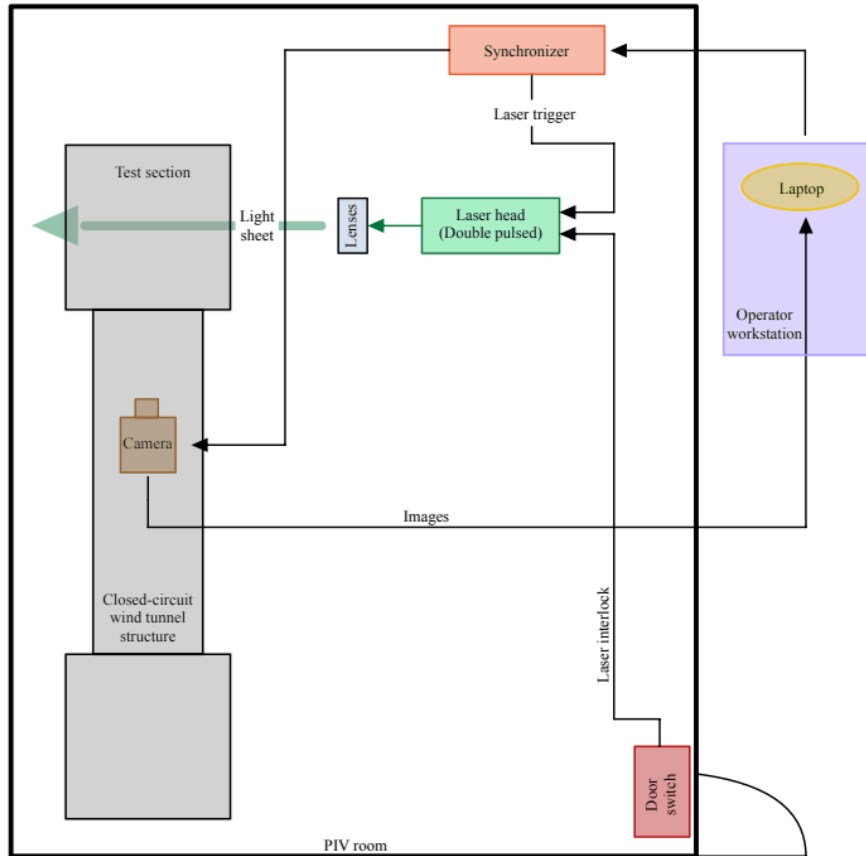 Synchronizer
Laser trigger
Test section
Laptop
Light
sheet
Lenses
Laser head
(Double pulsed)
Operator
workstation
Camera
Images
Closed-circuit
wind tunnel
structure
Laser interlock
Door
switch
PIV room